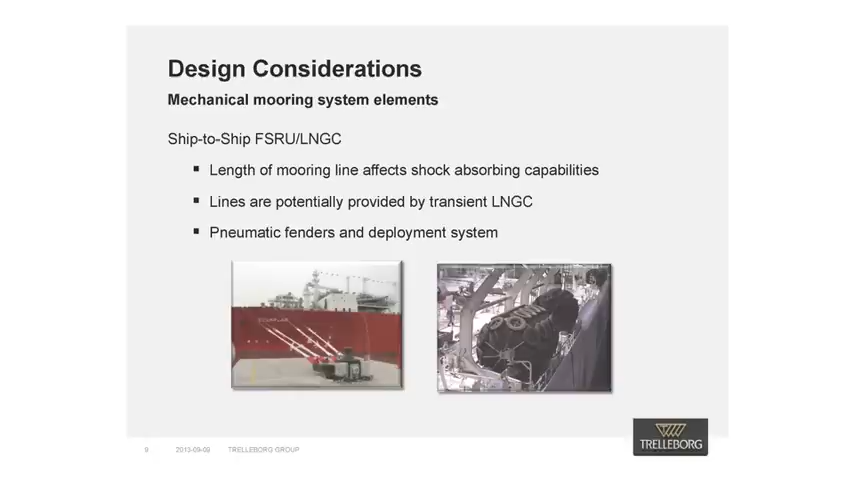 Design Considerations
Mechanical mooring system elements
Ship-to-Ship FSRU/LNGC
▪ Length of mooring line affects shock absorbing capabilities
▪ Lines are potentially provided by transient LNGC
▪ Pneumatic fenders and deployment system
9 2013-09-09 TRELLEBORG GROUP
TRELLEBORG